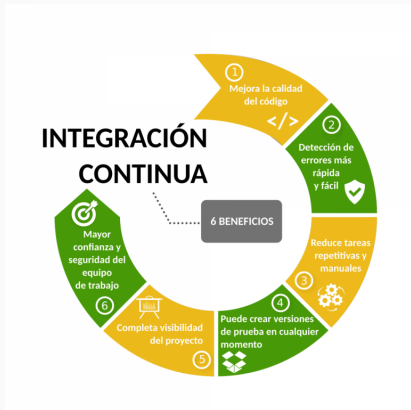 INTEGRACIÓN
CONTINUA
6 BENEFICIOS
1
Mejora la calidad
del código
</>
2
Detección de
errores más
rápida
y fácil
Reduce tareas
repetitivas y
manuales
3
4
Puede crear versiones
de prueba en cualquier
momento
Completa visibilidad
del proyecto
5
Mayor
confianza y
seguridad del
equipo
de trabajo
6